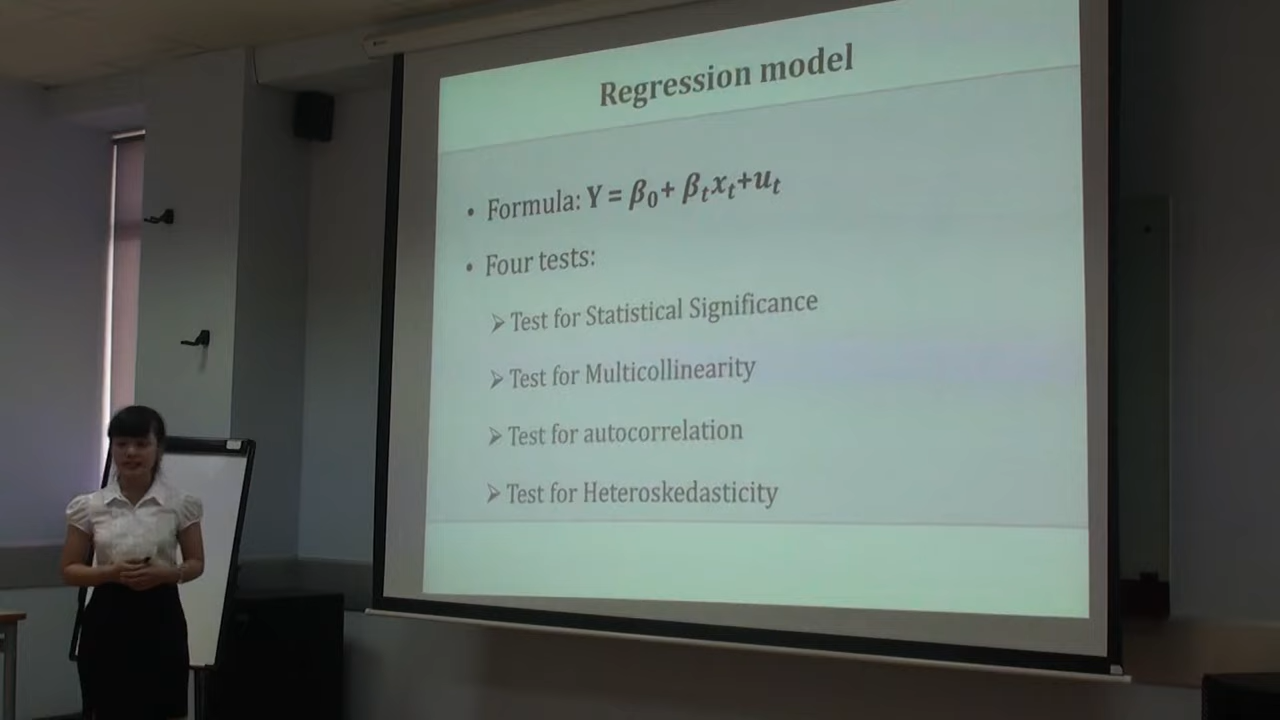 Regression model
• Formula: Y = β₀+ βₜxₜ+uₜ
• Four tests:
➢ Test for Statistical Significance
➢ Test for Multicollinearity
➢ Test for autocorrelation
➢ Test for Heteroskedasticity